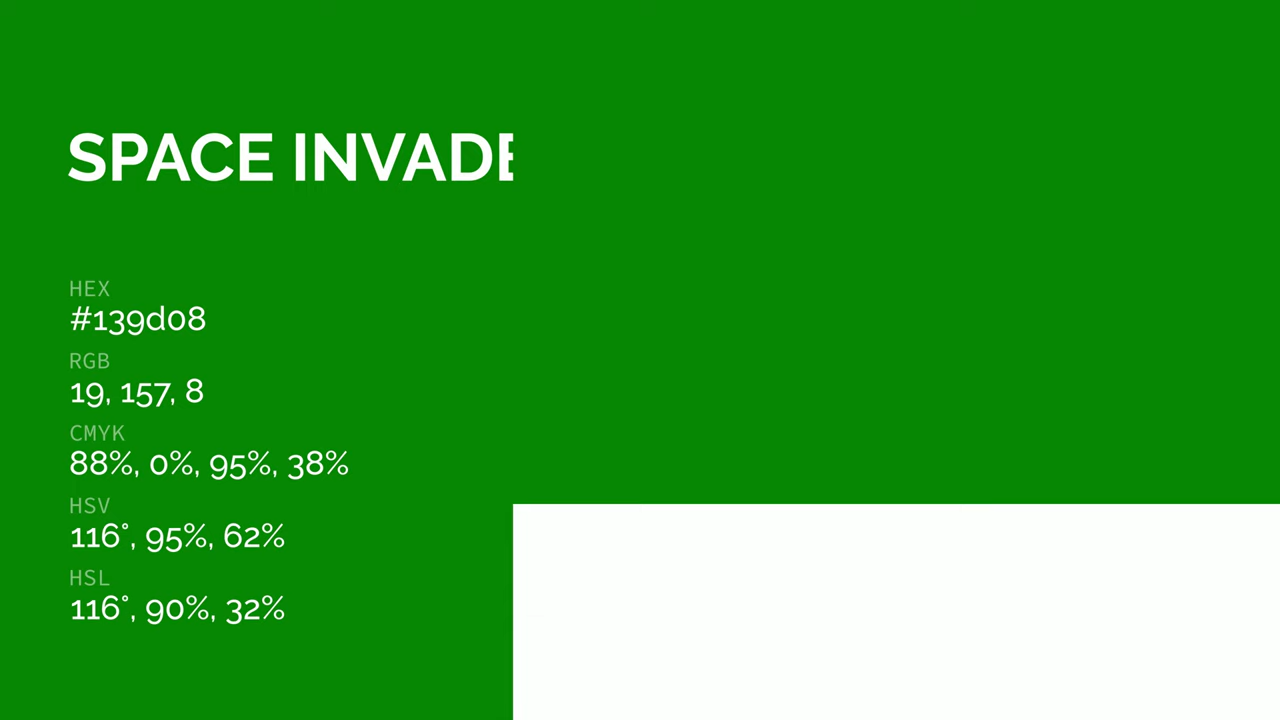 SPACE INVADE
HEX
#139d08
RGB
19, 157, 8
CMYK
88%, 0%, 95%, 38%
HSV
116°, 95%, 62%
HSL
116°, 90%, 32%